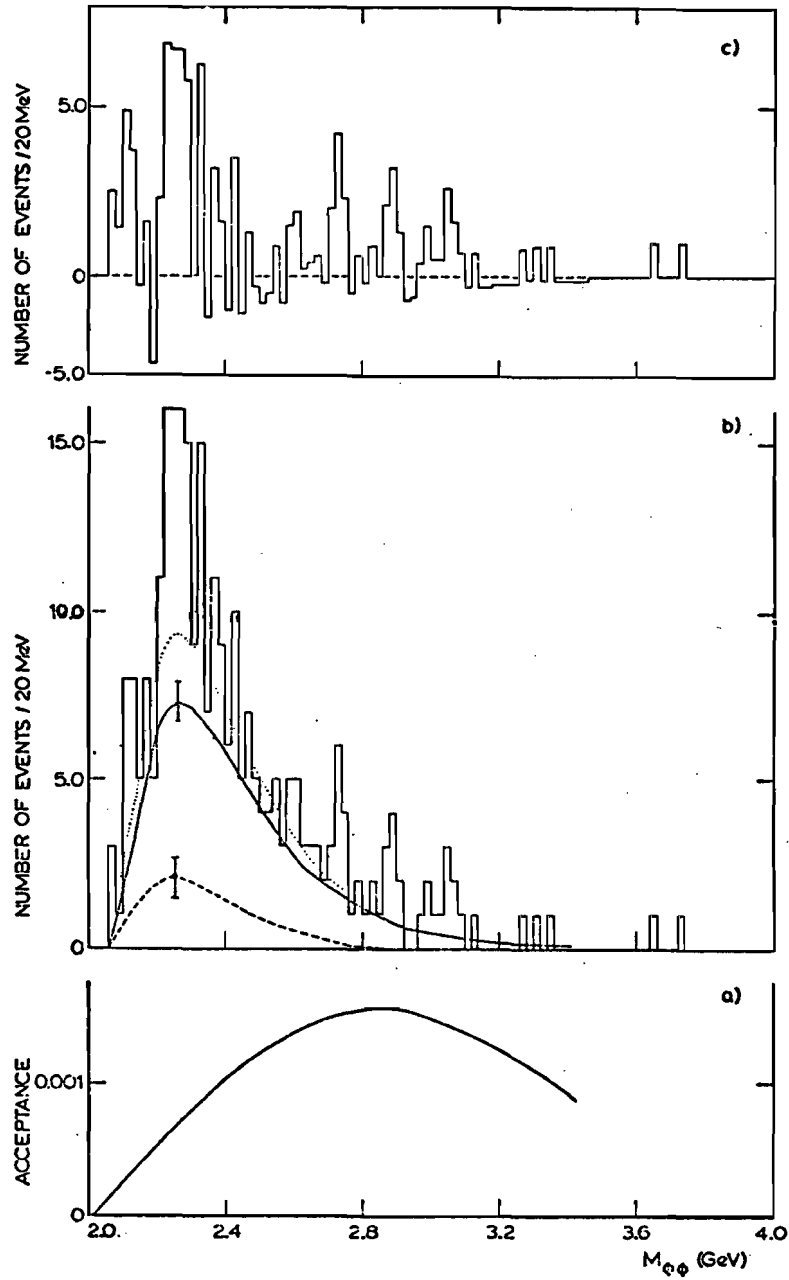 c)
5.0
0
-5.0
NUMBER OF EVENTS / 20 MeV
b)
15.0
10.0
5.0
0
NUMBER OF EVENTS / 20 MeV
a)
0.001
0
ACCEPTANCE
2.0 2.4 2.8 3.2 3.6 4.0
M_φφ (GeV)